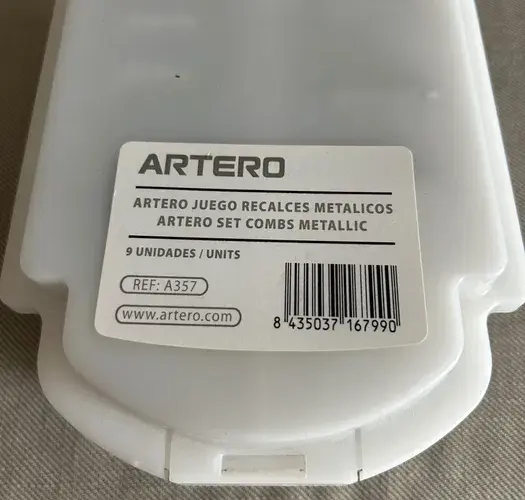 ARTERO
ARTERO JUEGO RECALCES METALICOS
ARTERO SET COMBS METALLIC
9 UNIDADES / UNITS
REF: A357
www.artero.com
8 435037 167990